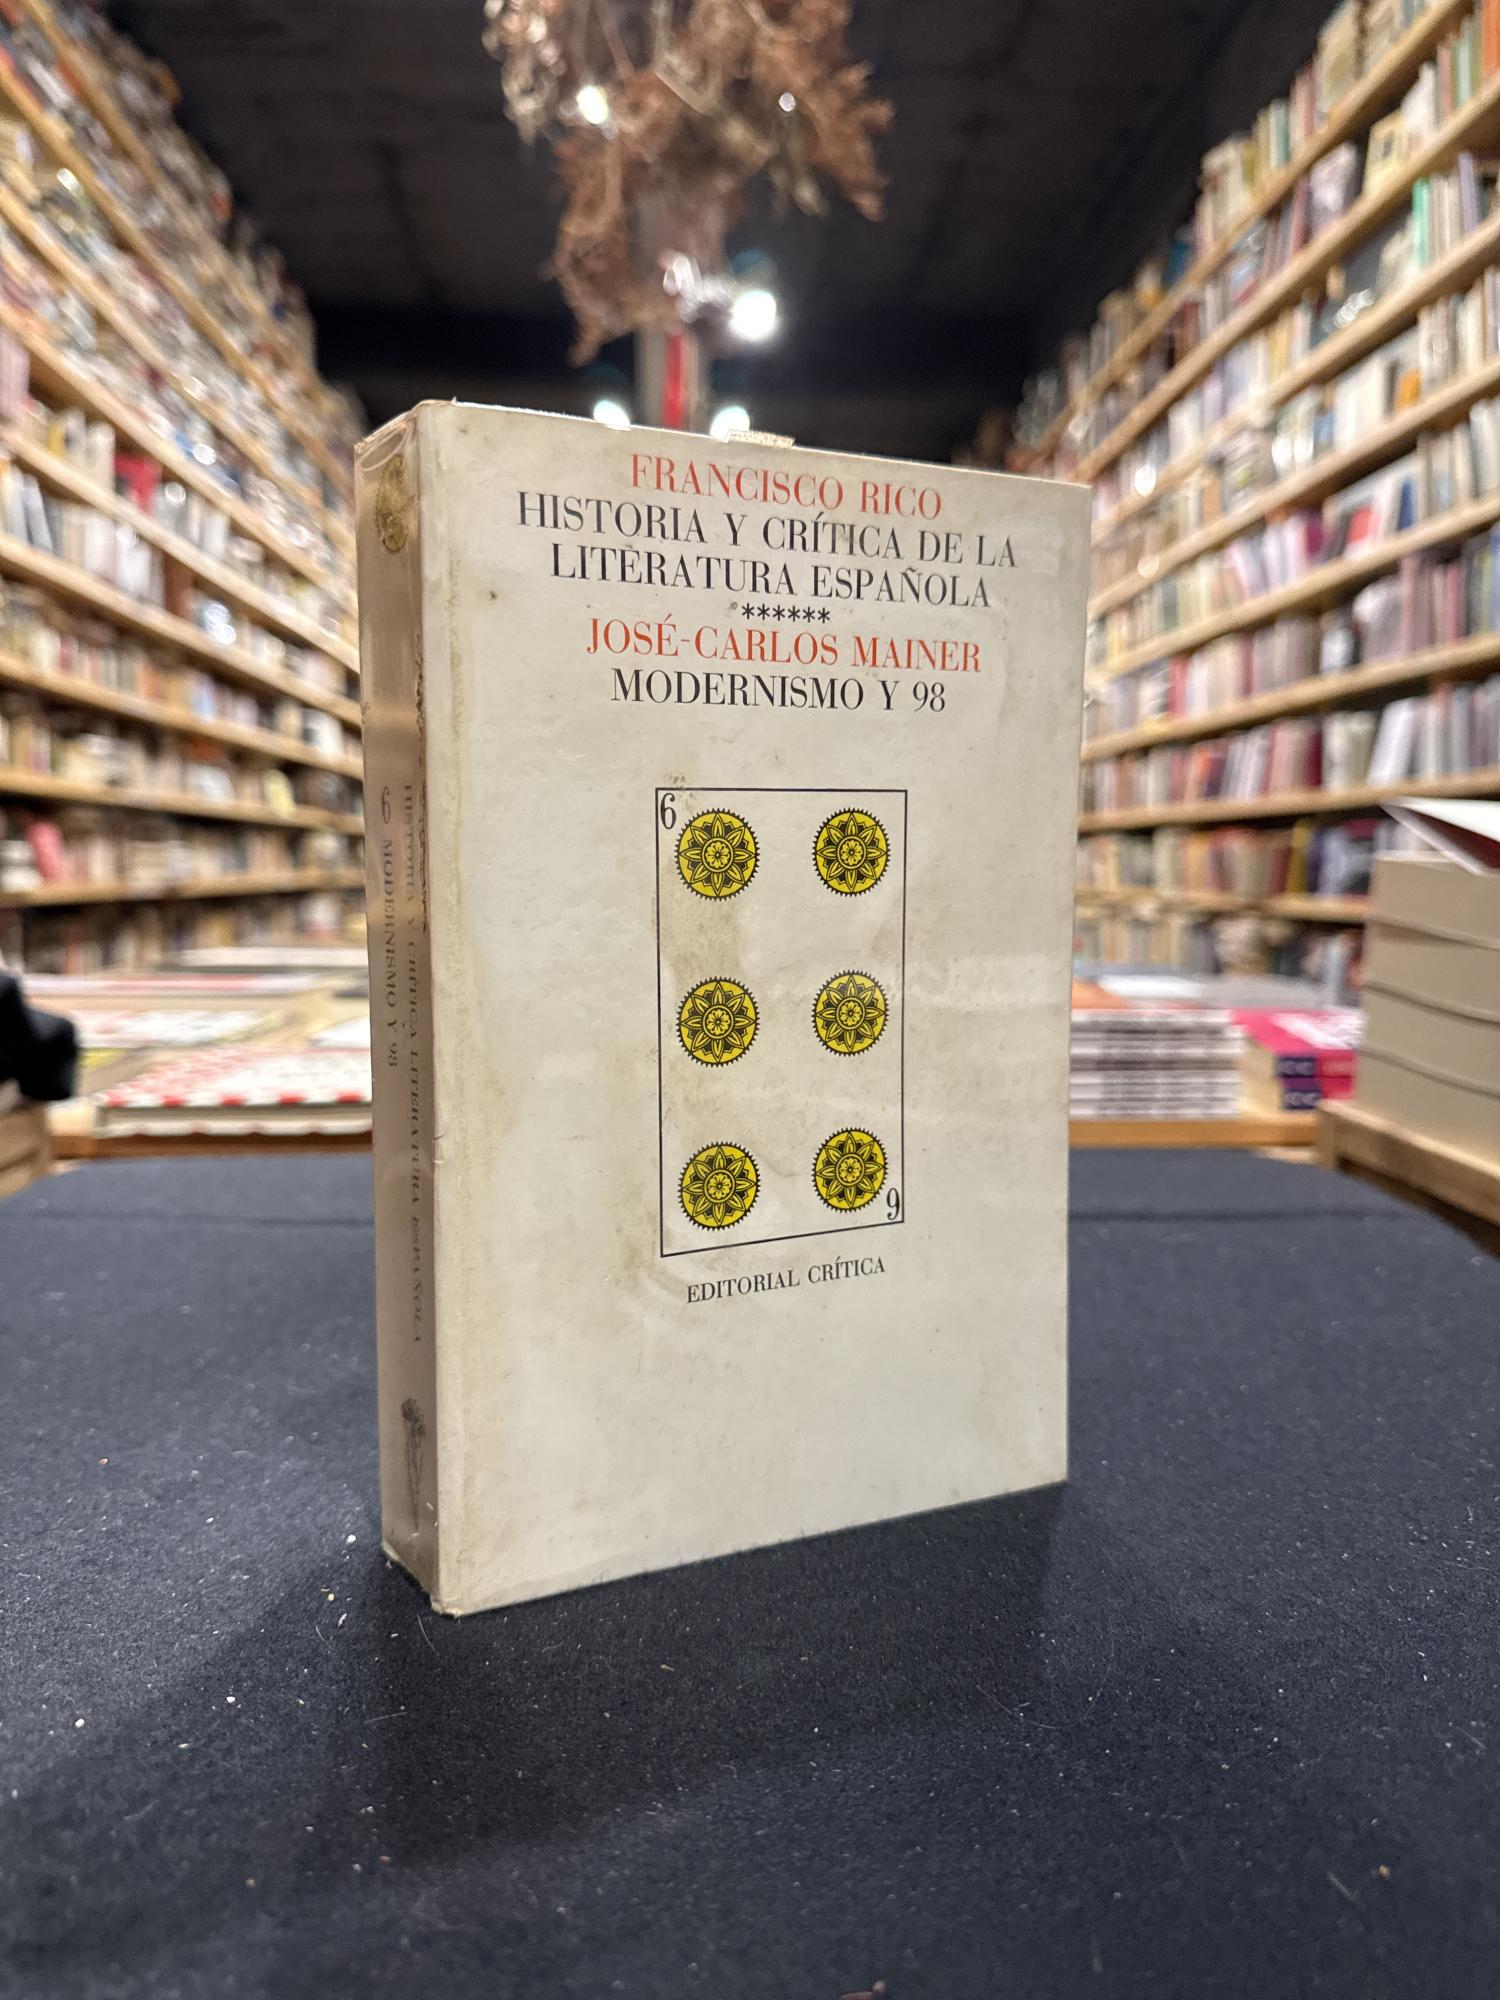 FRANCISCO RICO
HISTORIA Y CRÍTICA DE LA
LITERATURA ESPAÑOLA
******
JOSÉ-CARLOS MAINER
MODERNISMO Y 98
6
6
EDITORIAL CRÍTICA
HISTORIA Y CRÍTICA LITERATURA ESPAÑOLA
6 MODERNISMO Y 98